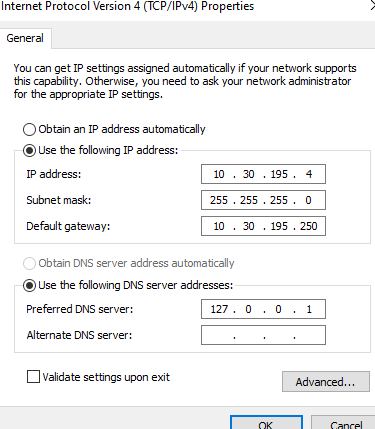 Internet Protocol Version 4 (TCP/IPv4) Properties
General
You can get IP settings assigned automatically if your network supports
this capability. Otherwise, you need to ask your network administrator
for the appropriate IP settings.
Obtain an IP address automatically
Use the following IP address:
IP address: 10 . 30 . 195 . 4
Subnet mask: 255 . 255 . 255 . 0
Default gateway: 10 . 30 . 195 . 250
Obtain DNS server address automatically
Use the following DNS server addresses:
Preferred DNS server: 127 . 0 . 0 . 1
Alternate DNS server: . . .
Validate settings upon exit
Advanced...
OK Cancel